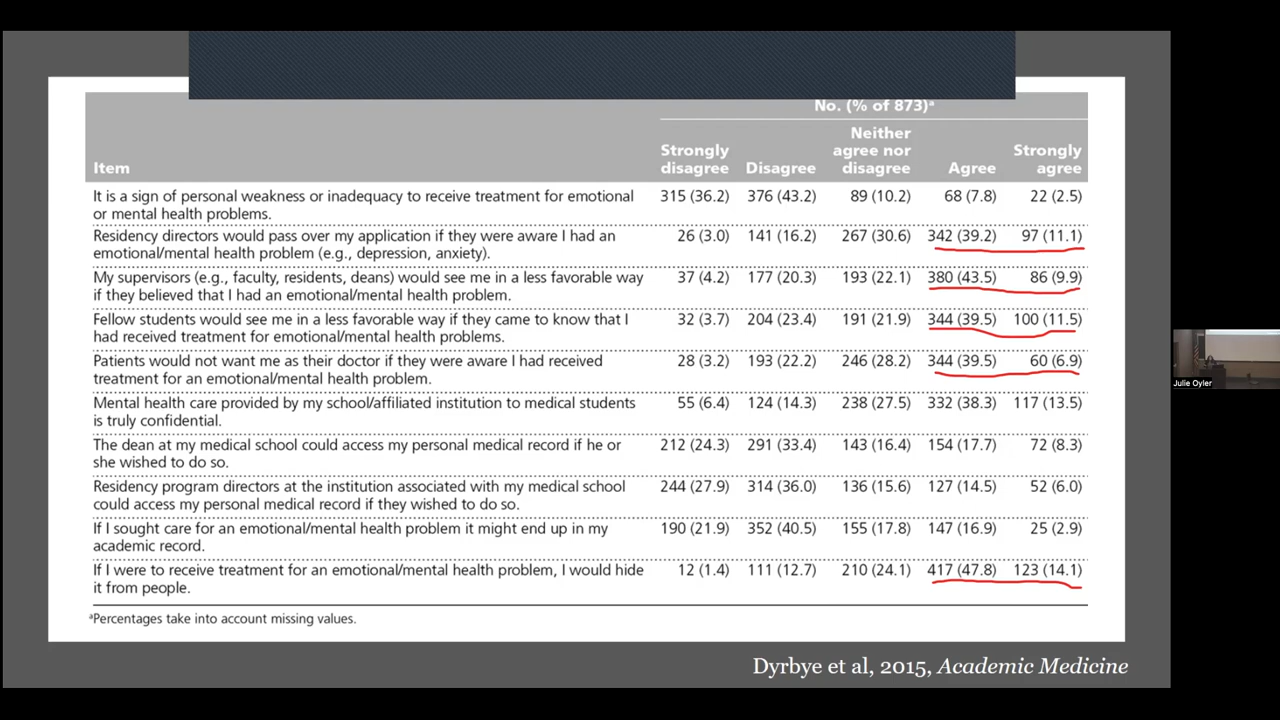 No. (% of 873)a
Strongly disagree Disagree Neither agree nor disagree Agree Strongly agree
Item
It is a sign of personal weakness or inadequacy to receive treatment for emotional 315 (36.2) 376 (43.2) 89 (10.2) 68 (7.8) 22 (2.5)
or mental health problems.
Residency directors would pass over my application if they were aware I had an 26 (3.0) 141 (16.2) 267 (30.6) 342 (39.2) 97 (11.1)
emotional/mental health problem (e.g., depression, anxiety).
My supervisors (e.g., faculty, residents, deans) would see me in a less favorable way 37 (4.2) 177 (20.3) 193 (22.1) 380 (43.5) 86 (9.9)
if they believed that I had an emotional/mental health problem.
Fellow students would see me in a less favorable way if they came to know that I 32 (3.7) 204 (23.4) 191 (21.9) 344 (39.5) 100 (11.5)
had received treatment for emotional/mental health problems.
Patients would not want me as their doctor if they were aware I had received 28 (3.2) 193 (22.2) 246 (28.2) 344 (39.5) 60 (6.9)
treatment for an emotional/mental health problem.
Mental health care provided by my school/affiliated institution to medical students 55 (6.4) 124 (14.3) 238 (27.5) 332 (38.3) 117 (13.5)
is truly confidential.
The dean at my medical school could access my personal medical record if he or 212 (24.3) 291 (33.4) 143 (16.4) 154 (17.7) 72 (8.3)
she wished to do so.
Residency program directors at the institution associated with my medical school 244 (27.9) 314 (36.0) 136 (15.6) 127 (14.5) 52 (6.0)
could access my personal medical record if they wished to do so.
If I sought care for an emotional/mental health problem it might end up in my 190 (21.9) 352 (40.5) 155 (17.8) 147 (16.9) 25 (2.9)
academic record.
If I were to receive treatment for an emotional/mental health problem, I would hide 12 (1.4) 111 (12.7) 210 (24.1) 417 (47.8) 123 (14.1)
it from people.
aPercentages take into account missing values.
Dyrbye et al, 2015, Academic Medicine
Julie Oyler